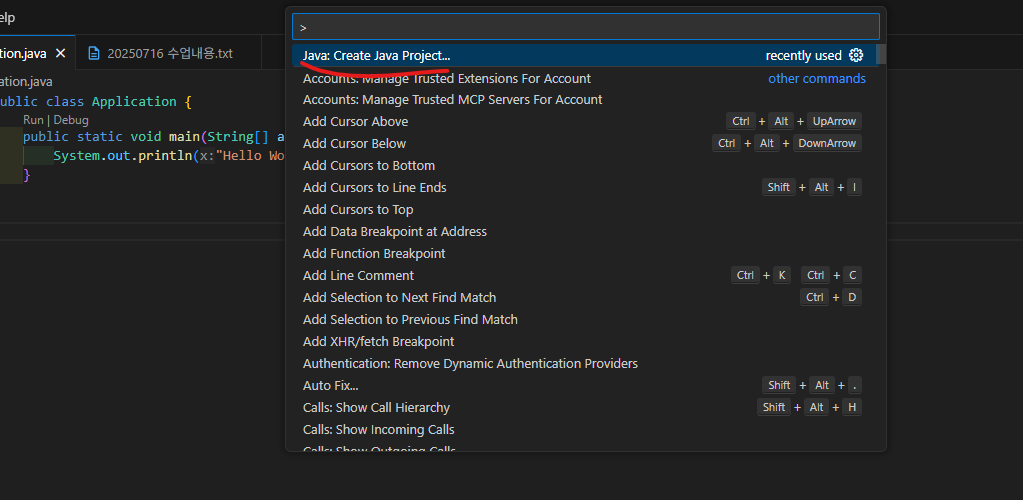 elp
ation.java × 20250716 수업내용.txt
ation.java
ublic class Application {
Run | Debug
public static void main(String[] a
System.out.println(x:"Hello Wo
}
>
Java: Create Java Project... recently used
Accounts: Manage Trusted Extensions For Account other commands
Accounts: Manage Trusted MCP Servers For Account
Add Cursor Above Ctrl + Alt + UpArrow
Add Cursor Below Ctrl + Alt + DownArrow
Add Cursors to Bottom
Add Cursors to Line Ends Shift + Alt + I
Add Cursors to Top
Add Data Breakpoint at Address
Add Function Breakpoint
Add Line Comment Ctrl + K Ctrl + C
Add Selection to Next Find Match Ctrl + D
Add Selection to Previous Find Match
Add XHR/fetch Breakpoint
Authentication: Remove Dynamic Authentication Providers
Auto Fix... Shift + Alt + .
Calls: Show Call Hierarchy Shift + Alt + H
Calls: Show Incoming Calls
Calls: Show Outgoing Calls